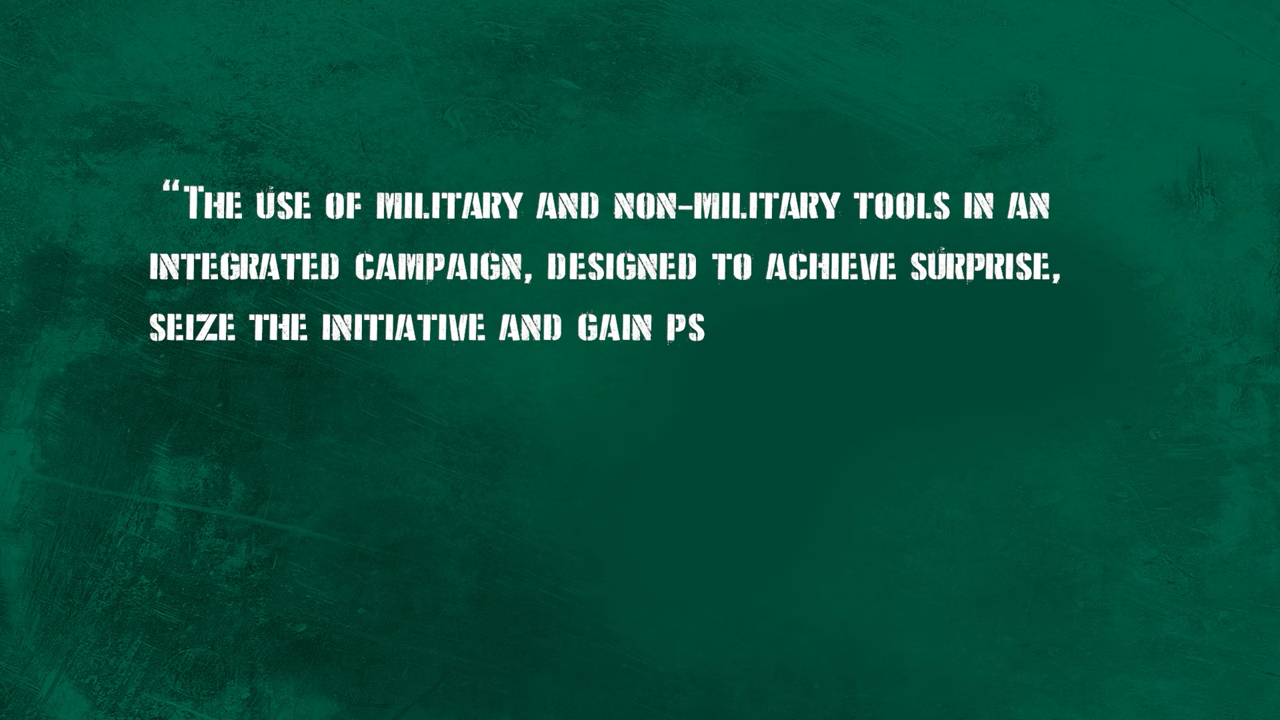 “The use of military and non-military tools in an
integrated campaign, designed to achieve surprise,
seize the initiative and gain ps